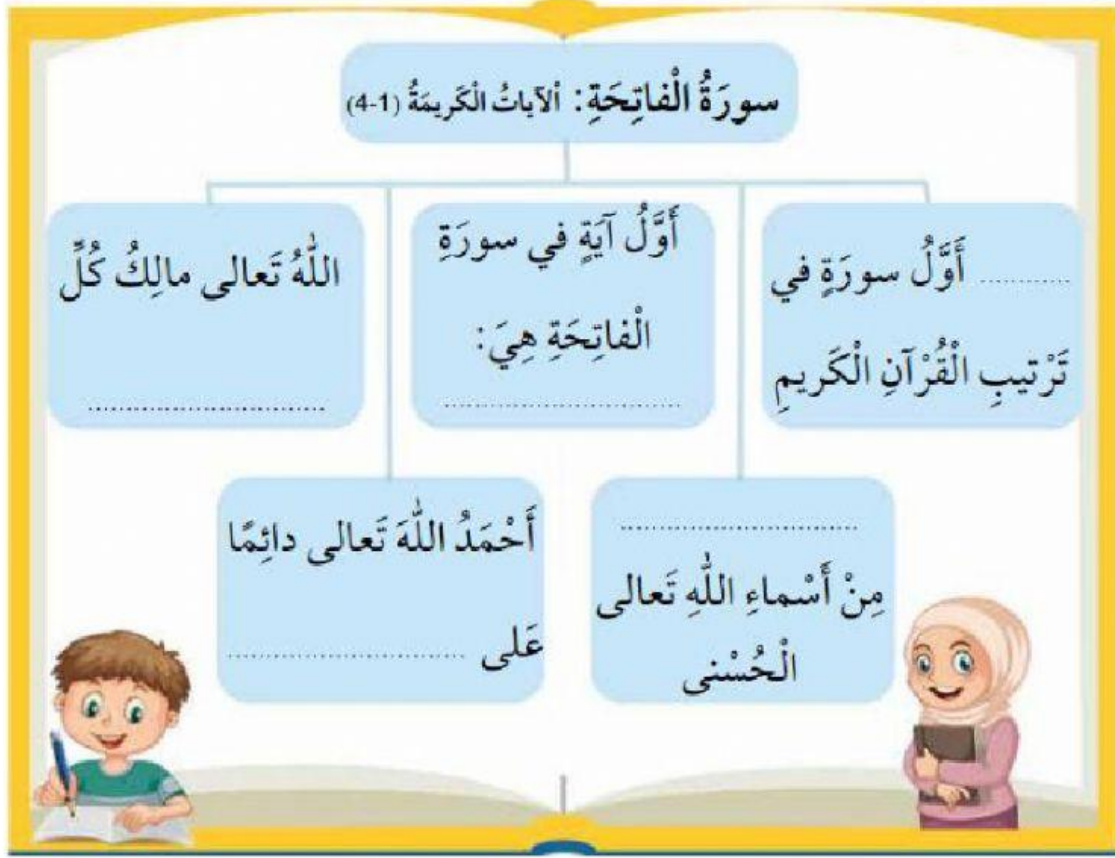 سورَةُ الْفاتِحَةِ: اَلآياتُ الْكَريمَةُ (1-4)
............ أَوَّلُ سورَةٍ في
تَرْتيبِ الْقُرْآنِ الْكَريمِ
أَوَّلُ آيَةٍ في سورَةِ
الْفاتِحَةِ هِيَ:
................................
اللّٰهُ تَعالى مالِكُ كُلِّ
................................
................................
مِنْ أَسْماءِ اللّٰهِ تَعالى
الْحُسْنى
أَحْمَدُ اللّٰهَ تَعالى دائِمًا
عَلى ................................